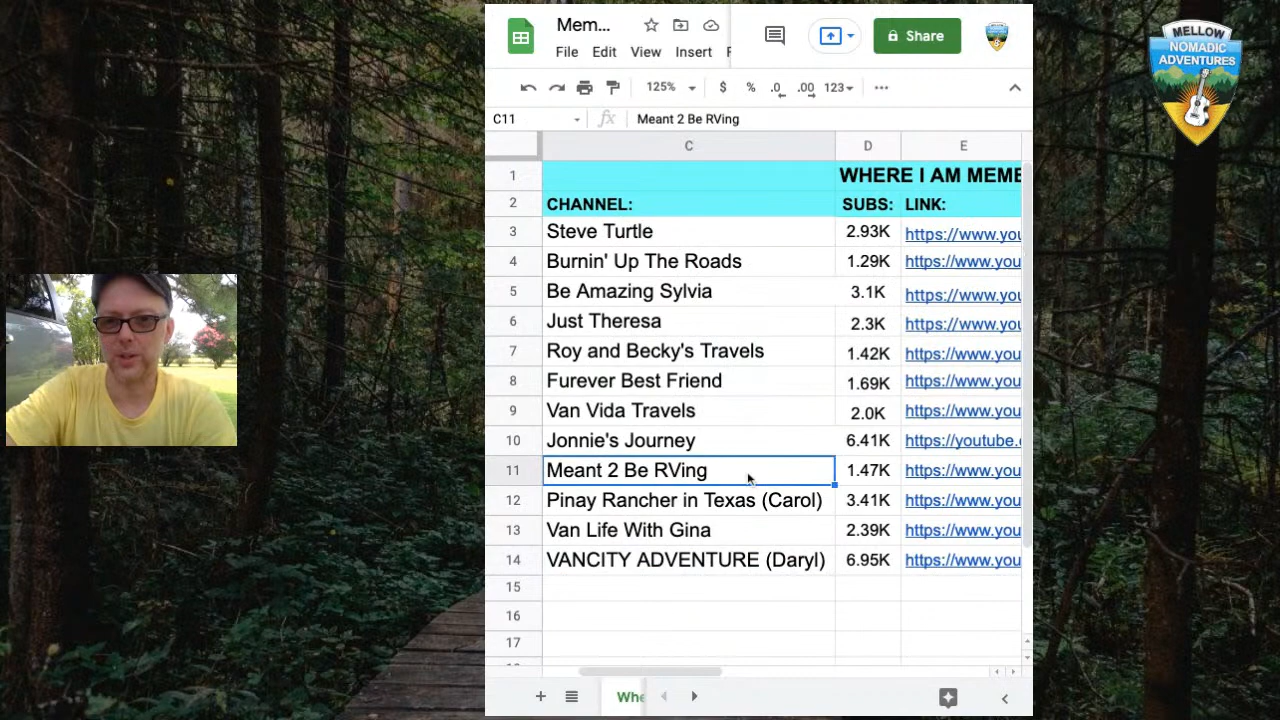 Mem...
File Edit View Insert
Share
125% $ % .0 .00 123 ...
C11 fx Meant 2 Be RVing
C D E
1 WHERE I AM MEME
2 CHANNEL: SUBS: LINK:
3 Steve Turtle 2.93K https://www.you
4 Burnin' Up The Roads 1.29K https://www.you
5 Be Amazing Sylvia 3.1K https://www.you
6 Just Theresa 2.3K https://www.you
7 Roy and Becky's Travels 1.42K https://www.you
8 Furever Best Friend 1.69K https://www.you
9 Van Vida Travels 2.0K https://www.you
10 Jonnie's Journey 6.41K https://youtube.
11 Meant 2 Be RVing 1.47K https://www.you
12 Pinay Rancher in Texas (Carol) 3.41K https://www.you
13 Van Life With Gina 2.39K https://www.you
14 VANCITY ADVENTURE (Daryl) 6.95K https://www.you
15
16
17
Whe
MELLOW
NOMADIC
ADVENTURES